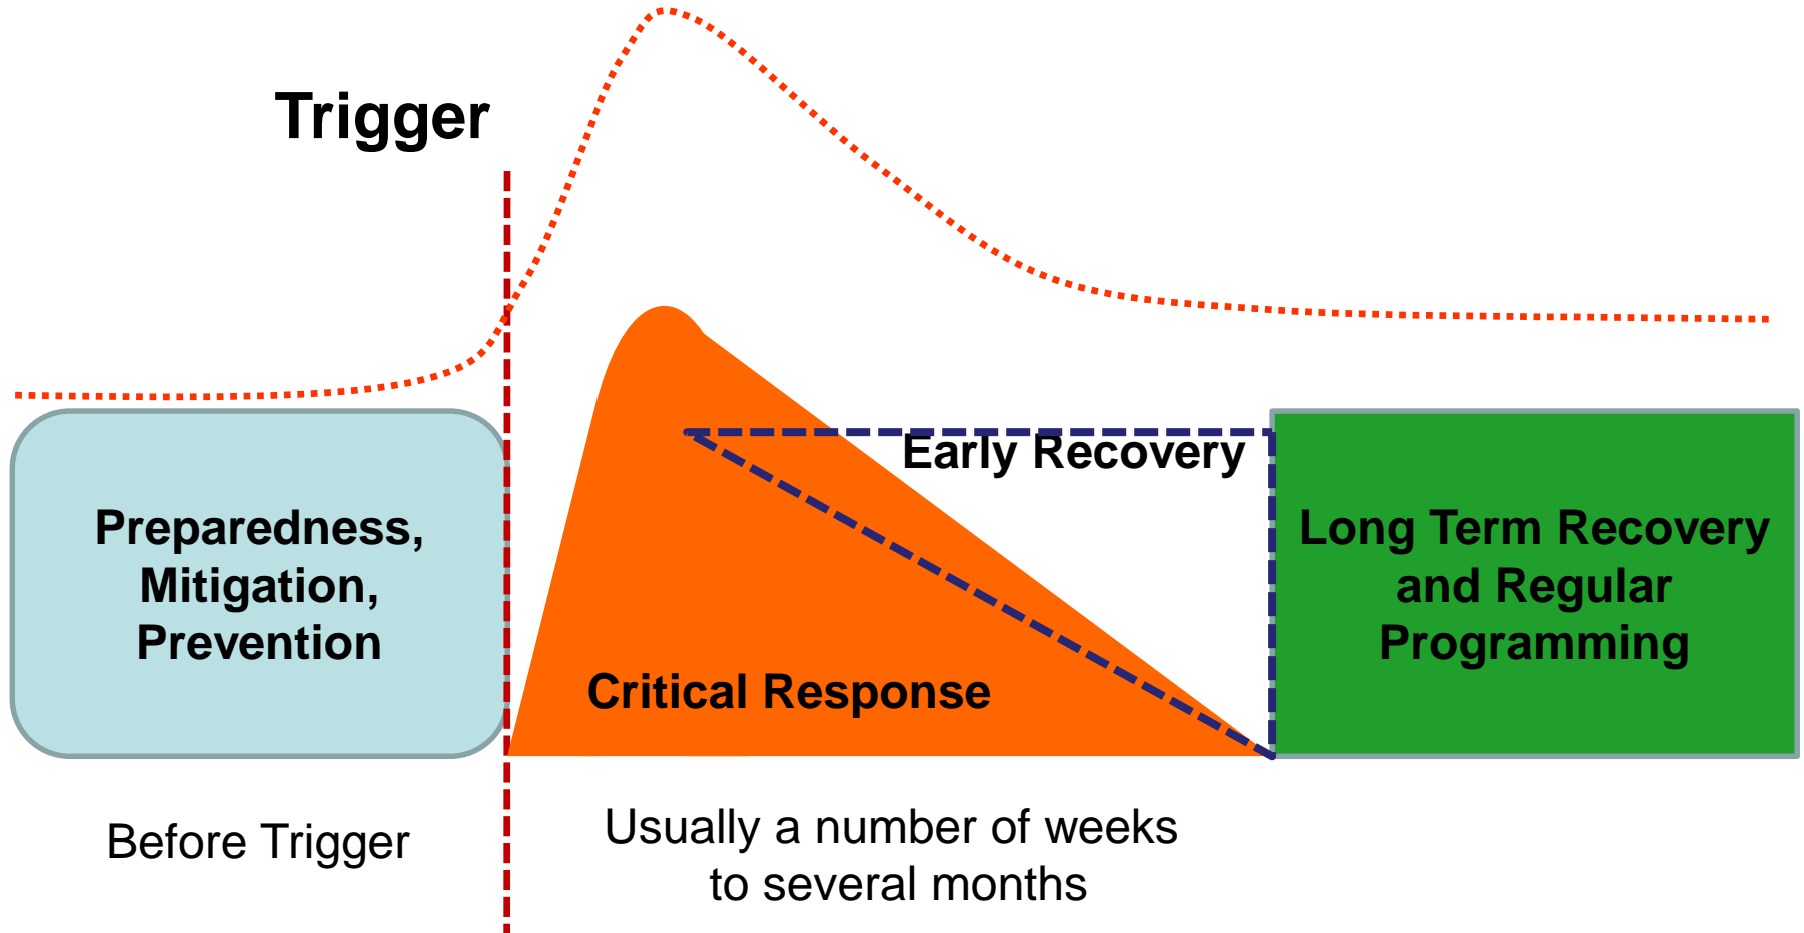 Trigger
Early Recovery
Preparedness,
Mitigation,
Prevention
Long Term Recovery
and Regular
Programming
Critical Response
Before Trigger
Usually a number of weeks
to several months